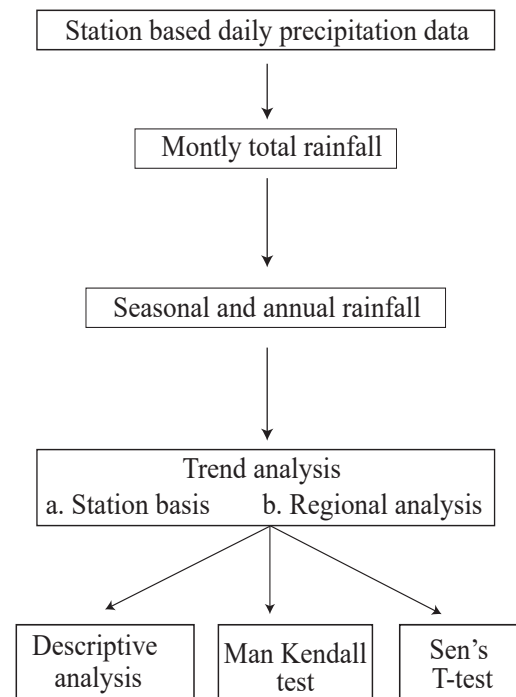 Station based daily precipitation data
Montly total rainfall
Seasonal and annual rainfall
Trend analysis
a. Station basis b. Regional analysis
Descriptive
analysis
Man Kendall
test
Sen's
T-test